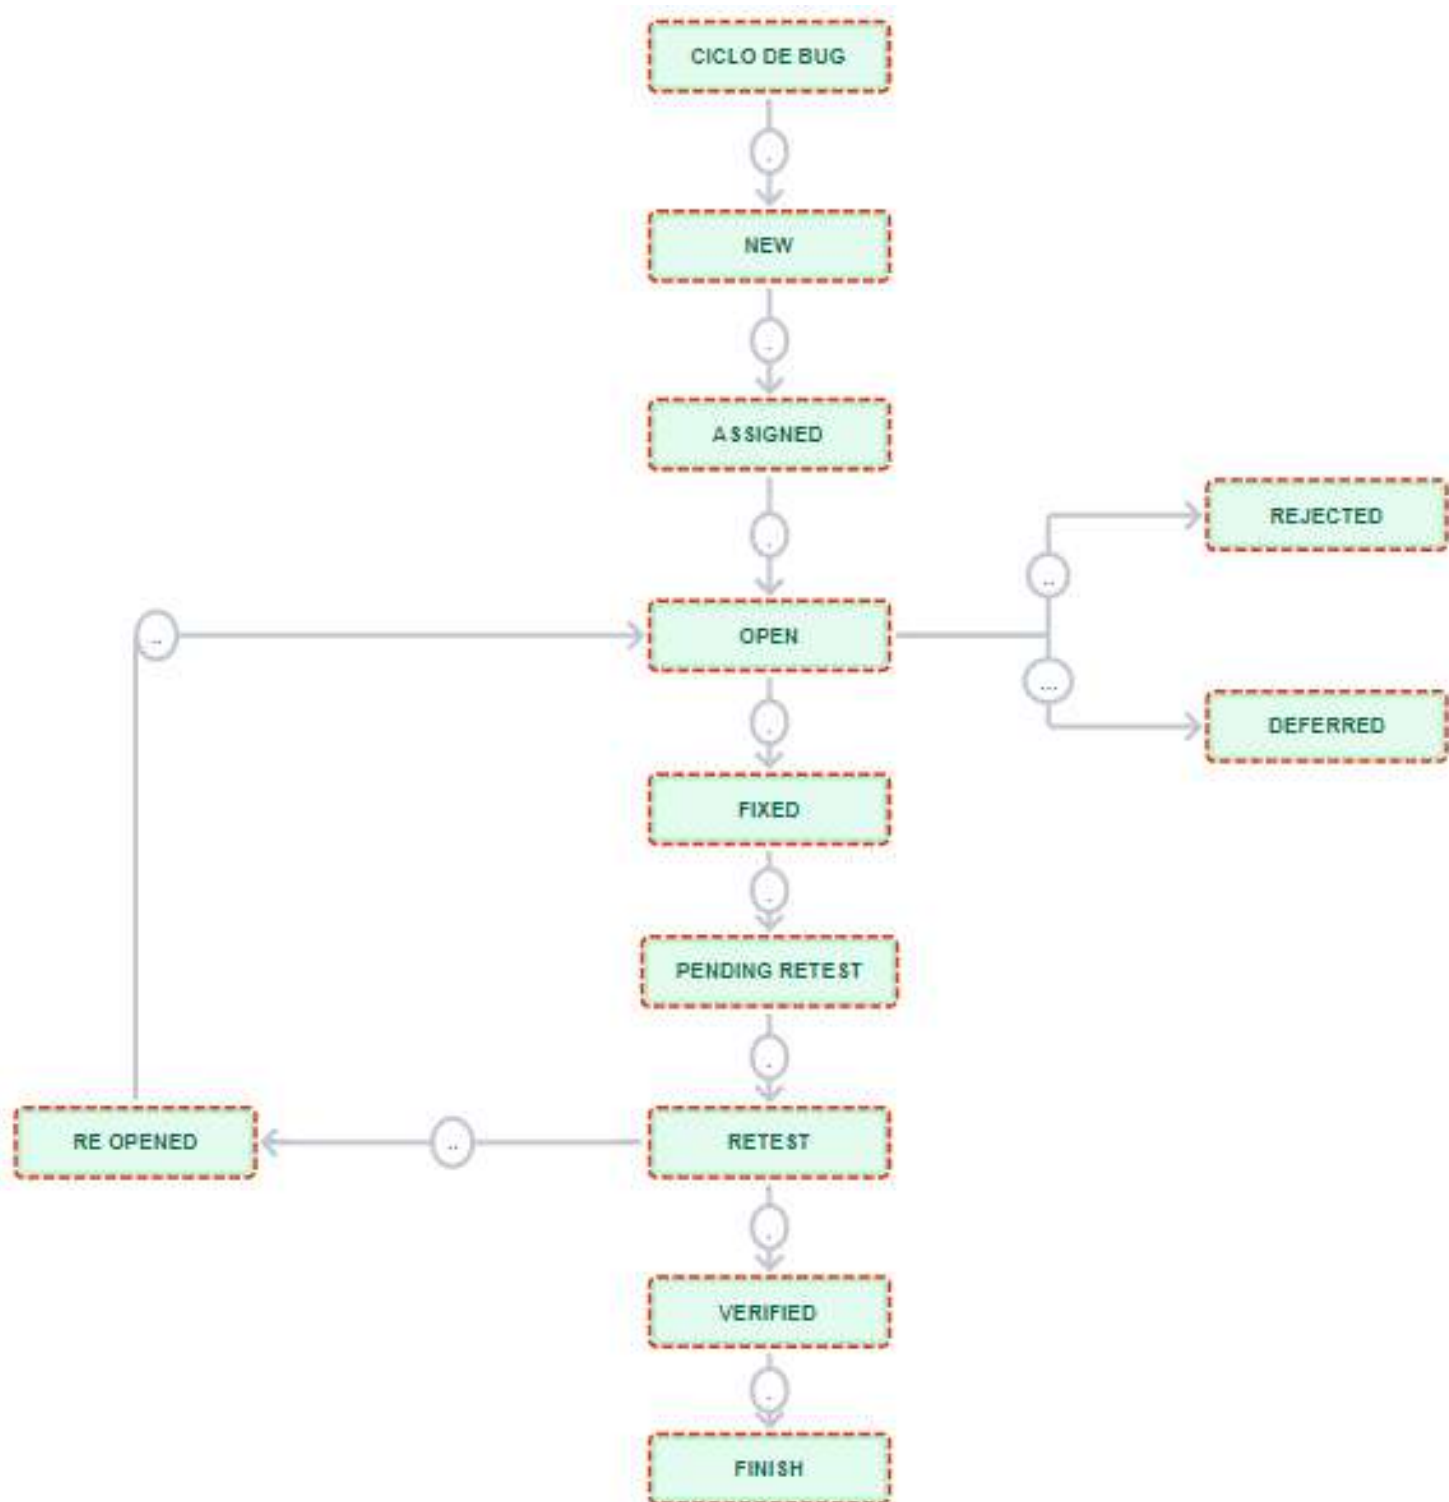 CICLO DE BUG
.
NEW
.
ASSIGNED
.
REJECTED
..
..
OPEN
...
.
DEFERRED
FIXED
.
PENDING RETEST
.
RE OPENED
..
RETEST
.
VERIFIED
.
FINISH